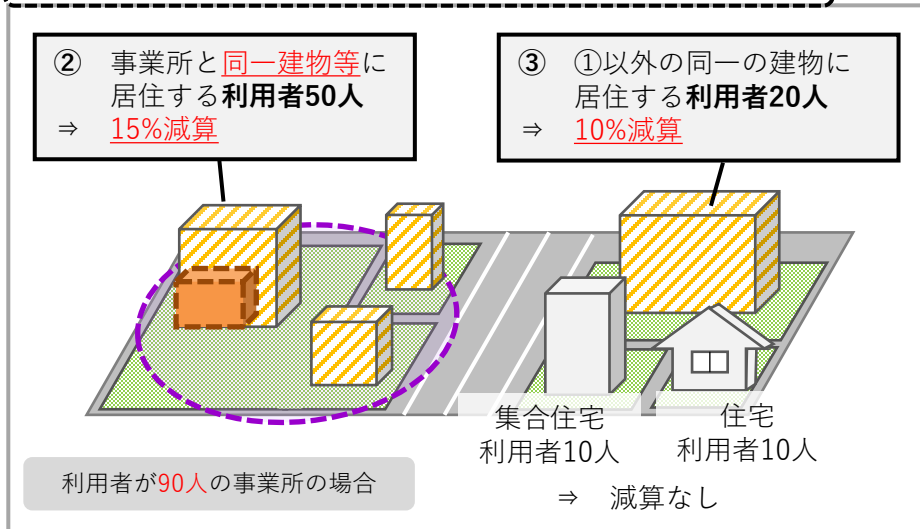 ② 事業所と同一建物等に
居住する利用者50人
⇒ 15%減算
③ ①以外の同一の建物に
居住する利用者20人
⇒ 10%減算
集合住宅
利用者10人
住宅
利用者10人
⇒ 減算なし
利用者が90人の事業所の場合